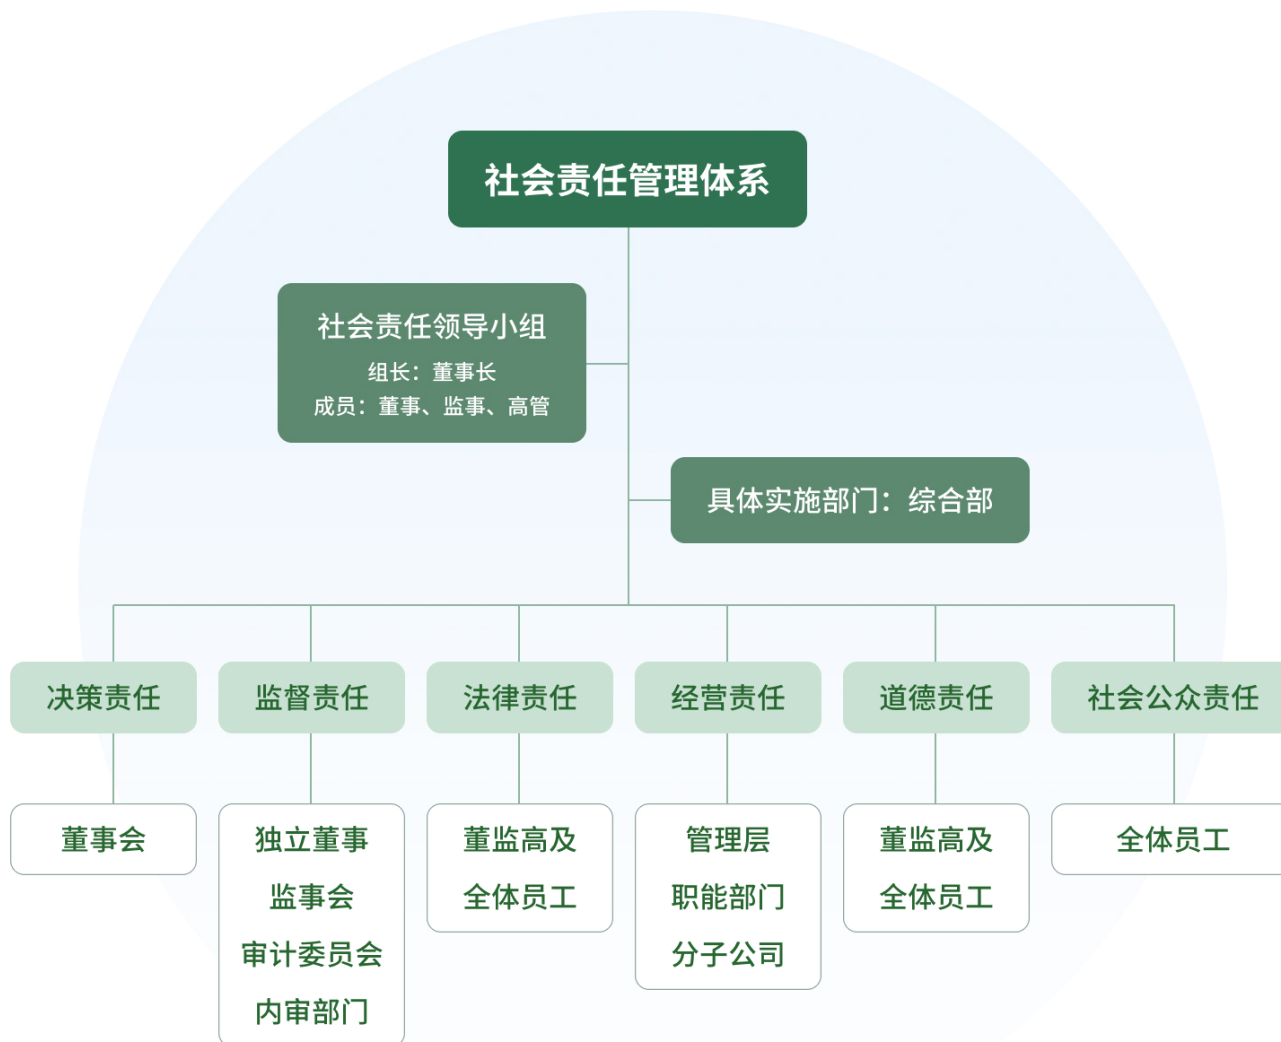 社会责任管理体系
社会责任领导小组
组长：董事长
成员：董事、监事、高管
具体实施部门：综合部
决策责任
监督责任
法律责任
经营责任
道德责任
社会公众责任
董事会
独立董事
监事会
审计委员会
内审部门
董监高及
全体员工
管理层
职能部门
分子公司
董监高及
全体员工
全体员工